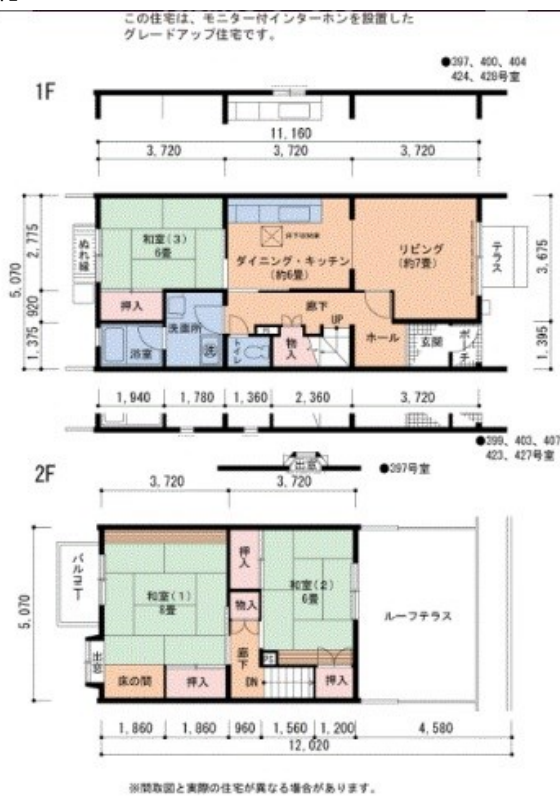 この住宅は、モニター付インターホンを設置した
グレードアップ住宅です。
●397、400、404
424、428号室
1F
11,160
3,720 3,720 3,720
和室(3)
6畳
ダイニング・キッチン
(約6畳)
リビング
(約7畳)
ぬれ縁
テラス
2,775
5,070
920
1,375
3,675
1,395
押入
洗面所
廊下
UP
浴室
洗
トイレ
PS
物入
ホール
玄関
ポーチ
1,940 1,780 1,360 2,360 3,720
●399、403、407
423、427号室
2F
出窓
●397号室
3,720 3,720
バルコニー
5,070
和室(1)
8畳
押入
和室(2)
6畳
物入
ルーフテラス
出窓
廊下
PS
床の間
押入
DN
押入
1,860 1,860 960 1,560 1,200 4,580
12,020
※間取図と実際の住宅が異なる場合があります。